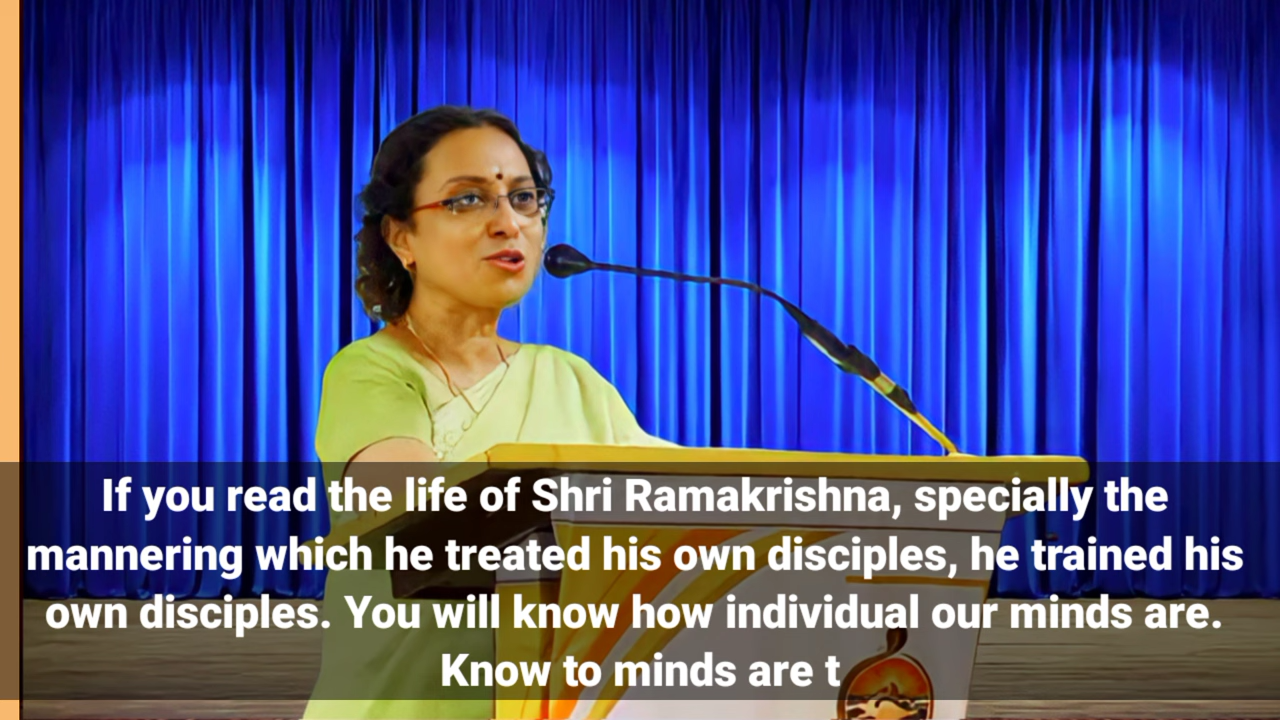 If you read the life of Shri Ramakrishna, specially the
mannering which he treated his own disciples, he trained his
own disciples. You will know how individual our minds are.
Know to minds are t